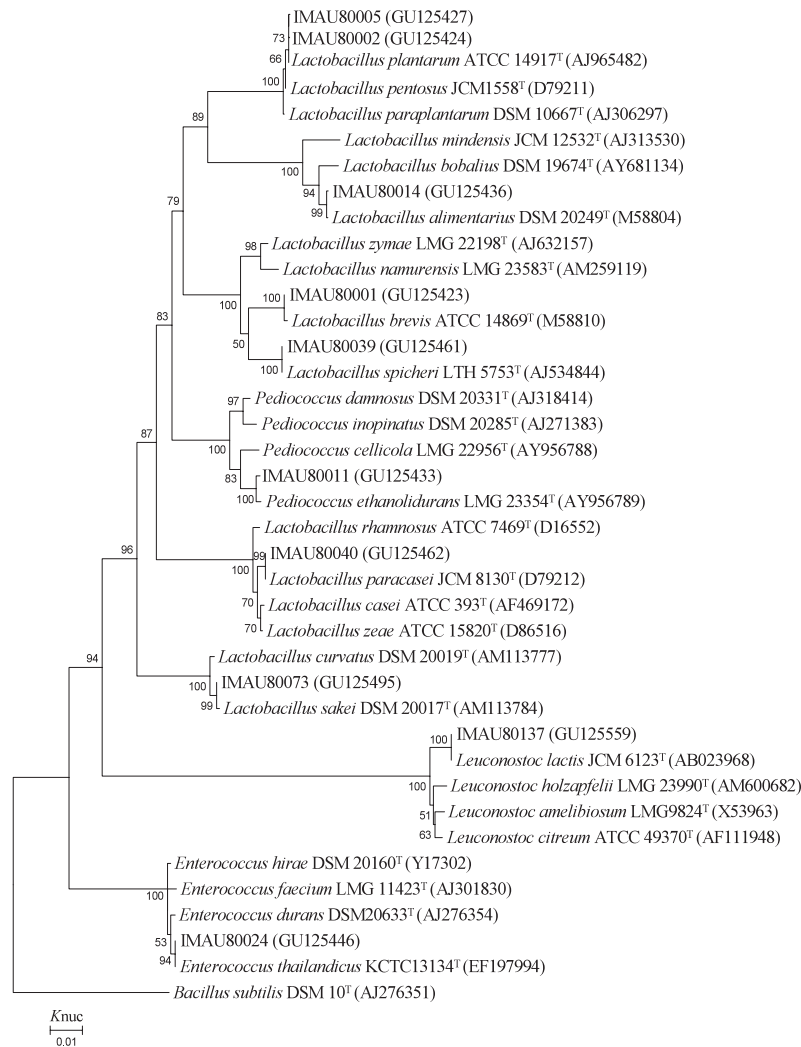 IMAU80005 (GU125427)
73
IMAU80002 (GU125424)
66
Lactobacillus plantarum ATCC 14917ᵀ (AJ965482)
100
Lactobacillus pentosus JCM1558ᵀ (D79211)
Lactobacillus paraplantarum DSM 10667ᵀ (AJ306297)
89
Lactobacillus mindensis JCM 12532ᵀ (AJ313530)
100
Lactobacillus bobalius DSM 19674ᵀ (AY681134)
94
IMAU80014 (GU125436)
99
Lactobacillus alimentarius DSM 20249ᵀ (M58804)
79
Lactobacillus zymae LMG 22198ᵀ (AJ632157)
98
Lactobacillus namurensis LMG 23583ᵀ (AM259119)
100
IMAU80001 (GU125423)
100
Lactobacillus brevis ATCC 14869ᵀ (M58810)
83
50
IMAU80039 (GU125461)
100
Lactobacillus spicheri LTH 5753ᵀ (AJ534844)
Pediococcus damnosus DSM 20331ᵀ (AJ318414)
97
Pediococcus inopinatus DSM 20285ᵀ (AJ271383)
87
100
Pediococcus cellicola LMG 22956ᵀ (AY956788)
83
IMAU80011 (GU125433)
100
Pediococcus ethanolidurans LMG 23354ᵀ (AY956789)
Lactobacillus rhamnosus ATCC 7469ᵀ (D16552)
96
99
IMAU80040 (GU125462)
100
Lactobacillus paracasei JCM 8130ᵀ (D79212)
70
Lactobacillus casei ATCC 393ᵀ (AF469172)
70
Lactobacillus zeae ATCC 15820ᵀ (D86516)
94
Lactobacillus curvatus DSM 20019ᵀ (AM113777)
100
IMAU80073 (GU125495)
99
Lactobacillus sakei DSM 20017ᵀ (AM113784)
IMAU80137 (GU125559)
100
Leuconostoc lactis JCM 6123ᵀ (AB023968)
100
Leuconostoc holzapfelii LMG 23990ᵀ (AM600682)
51
Leuconostoc amelibiosum LMG9824ᵀ (X53963)
63
Leuconostoc citreum ATCC 49370ᵀ (AF111948)
Enterococcus hirae DSM 20160ᵀ (Y17302)
100
Enterococcus faecium LMG 11423ᵀ (AJ301830)
Enterococcus durans DSM20633ᵀ (AJ276354)
53
IMAU80024 (GU125446)
94
Enterococcus thailandicus KCTC13134ᵀ (EF197994)
Bacillus subtilis DSM 10ᵀ (AJ276351)
Knuc
0.01